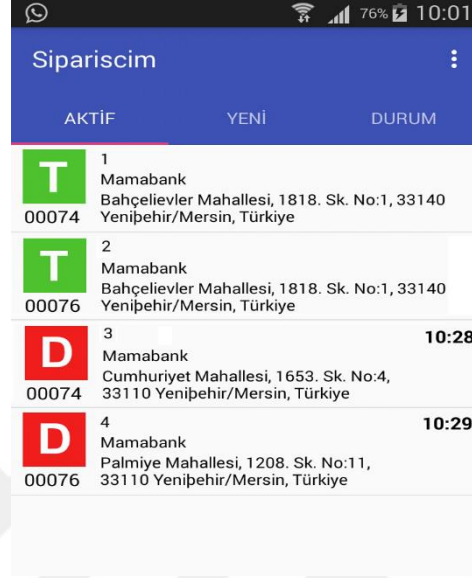 76% 10:01
Sipariscim
AKTİF YENİ DURUM
T
1
Mamabank
Bahçelievler Mahallesi, 1818. Sk. No:1, 33140
00074 Yeniþehir/Mersin, Türkiye
T
2
Mamabank
Bahçelievler Mahallesi, 1818. Sk. No:1, 33140
00076 Yeniþehir/Mersin, Türkiye
D
3 10:28
Mamabank
Cumhuriyet Mahallesi, 1653. Sk. No:4,
00074 33110 Yeniþehir/Mersin, Türkiye
D
4 10:29
Mamabank
Palmiye Mahallesi, 1208. Sk. No:11,
00076 33110 Yeniþehir/Mersin, Türkiye